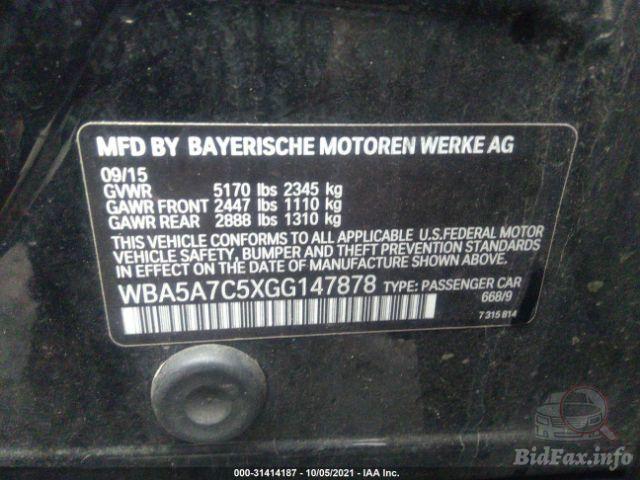 MFD BY BAYERISCHE MOTOREN WERKE AG
09/15
GVWR 5170 lbs 2345 kg
GAWR FRONT 2447 lbs 1110 kg
GAWR REAR 2888 lbs 1310 kg
THIS VEHICLE CONFORMS TO ALL APPLICABLE U.S.FEDERAL MOTOR
VEHICLE SAFETY, BUMPER AND THEFT PREVENTION STANDARDS
IN EFFECT ON THE DATE OF MANUFACTURE SHOWN ABOVE.
WBA5A7C5XGG147878 TYPE: PASSENGER CAR
668/9
7 315 814
BidFax.info
000-31414187 - 10/05/2021 - IAA Inc.